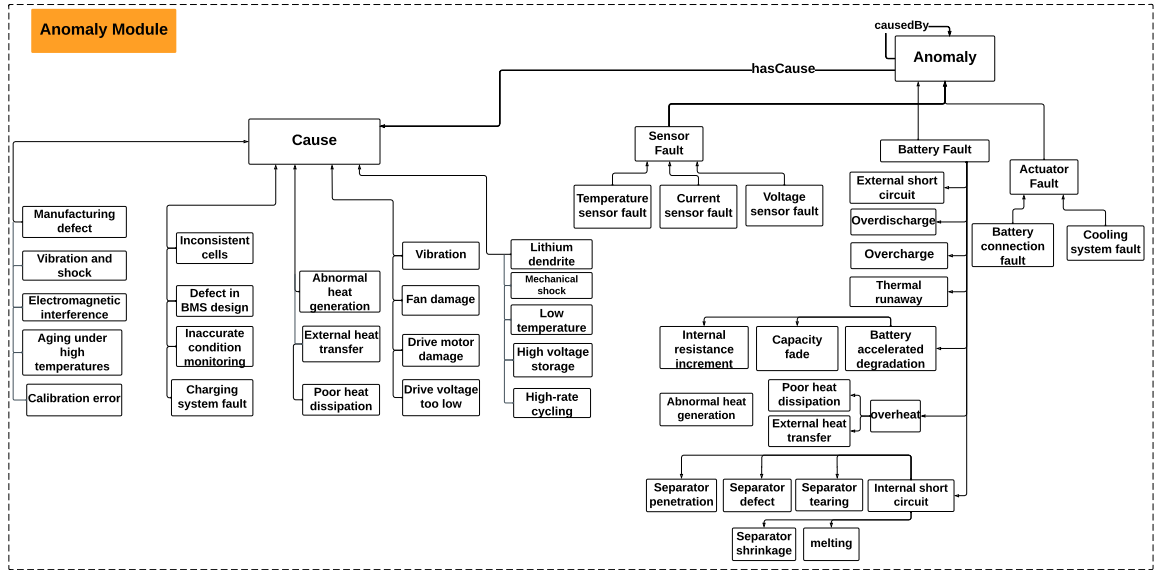 Anomaly Module
causedBy
Anomaly
hasCause
Cause
Sensor
Fault
Battery Fault
Actuator
Fault
Temperature
sensor fault
Current
sensor fault
Voltage
sensor fault
External short
circuit
Overdischarge
Overcharge
Thermal
runaway
Battery
connection
fault
Cooling
system fault
Manufacturing
defect
Vibration and
shock
Electromagnetic
interference
Aging under
high
temperatures
Calibration error
Inconsistent
cells
Defect in
BMS design
Inaccurate
condition
monitoring
Charging
system fault
Abnormal
heat
generation
External heat
transfer
Poor heat
dissipation
Vibration
Fan damage
Drive motor
damage
Drive voltage
too low
Lithium
dendrite
Mechanical
shock
Low
temperature
High voltage
storage
High-rate
cycling
Internal
resistance
increment
Capacity
fade
Battery
accelerated
degradation
Abnormal heat
generation
Poor heat
dissipation
External heat
transfer
overheat
Separator
penetration
Separator
defect
Separator
tearing
Internal short
circuit
Separator
shrinkage
melting